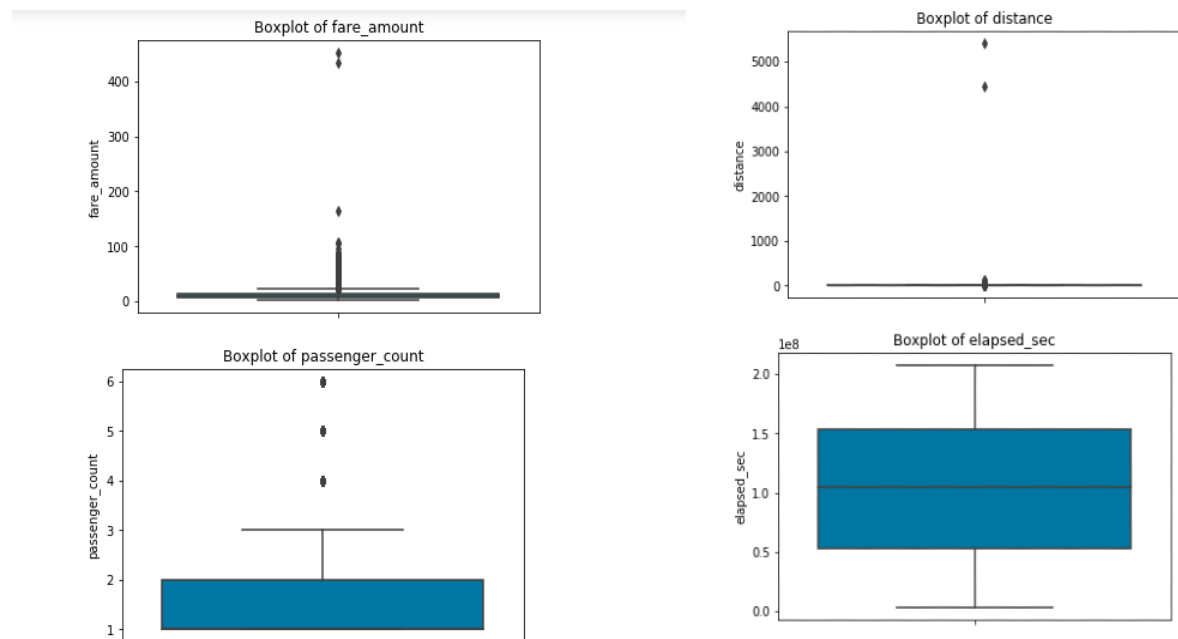 Boxplot of fare_amount
400
300
200
100
0
fare_amount
Boxplot of distance
5000
4000
3000
2000
1000
0
distance
Boxplot of passenger_count
6
5
4
3
2
1
passenger_count
Boxplot of elapsed_sec
1e8
2.0
1.5
1.0
0.5
0.0
elapsed_sec